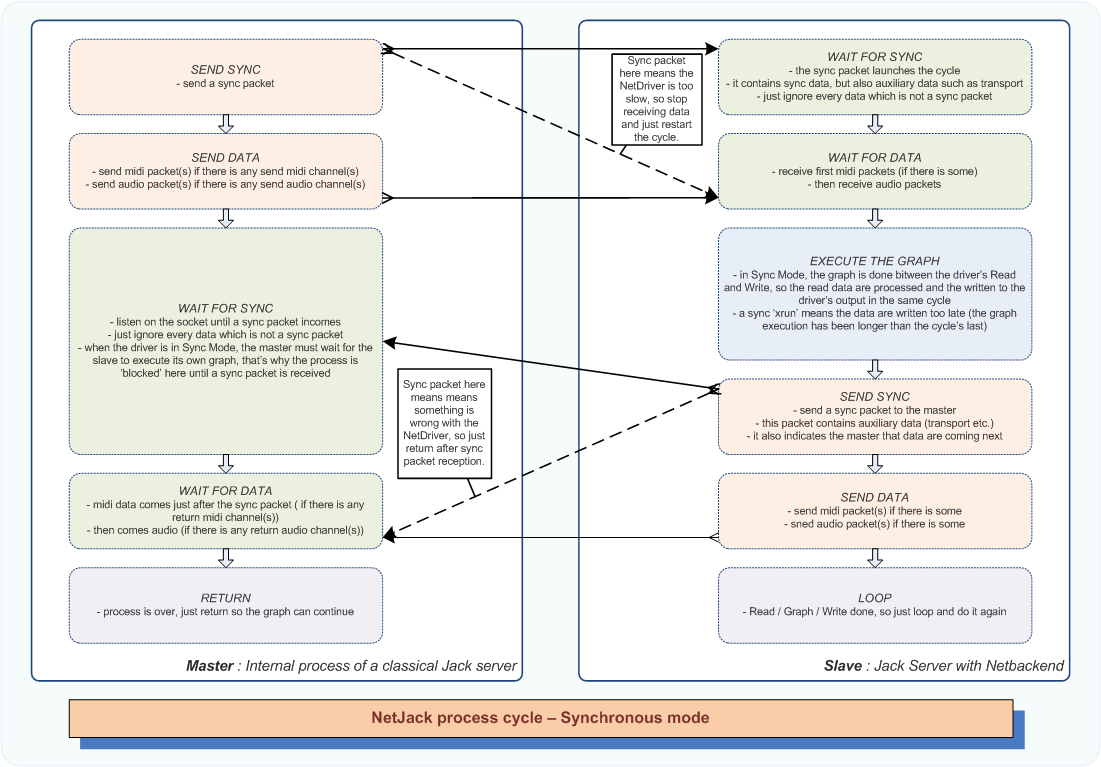 SEND SYNC
- send a sync packet
SEND DATA
- send midi packet(s) if there is any send midi channel(s)
- send audio packet(s) if there is any send audio channel(s)
WAIT FOR SYNC
- listen on the socket until a sync packet incomes
- just ignore every data which is not a sync packet
- when the driver is in Sync Mode, the master must wait for the
slave to execute its own graph, that's why the process is
'blocked' here until a sync packet is received
WAIT FOR DATA
- midi data comes just after the sync packet ( if there is any
return midi channel(s))
- then comes audio (if there is any return audio channel(s))
RETURN
- process is over, just return so the graph can continue
Master : Internal process of a classical Jack server
Sync packet
here means the
NetDriver is too
slow, so stop
receiving data
and just restart
the cycle.
Sync packet here
means means
something is
wrong with the
NetDriver, so just
return after sync
packet reception.
WAIT FOR SYNC
- the sync packet launches the cycle
- it contains sync data, but also auxiliary data such as transport
- just ignore every data which is not a sync packet
WAIT FOR DATA
- receive first midi packets (if there is some)
- then receive audio packets
EXECUTE THE GRAPH
- in Sync Mode, the graph is done bitween the driver's Read
and Write, so the read data are processed and the written to the
driver's output in the same cycle
- a sync 'xrun' means the data are written too late (the graph
execution has been longer than the cycle's last)
SEND SYNC
- send a sync packet to the master
- this packet contains auxiliary data (transport etc.)
- it also indicates the master that data are coming next
SEND DATA
- send midi packet(s) if there is some
- sned audio packet(s) if there is some
LOOP
- Read / Graph / Write done, so just loop and do it again
Slave : Jack Server with Netbackend
NetJack process cycle – Synchronous mode